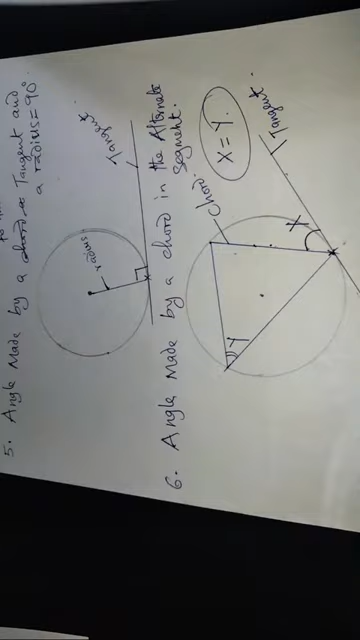 5. Angle Made by a Tangent and
a radius=90°
radius
Tangent
6. Angle Made by a chord in the Alternate
Segment.
X = Y.
chord
Tangent
X
Y